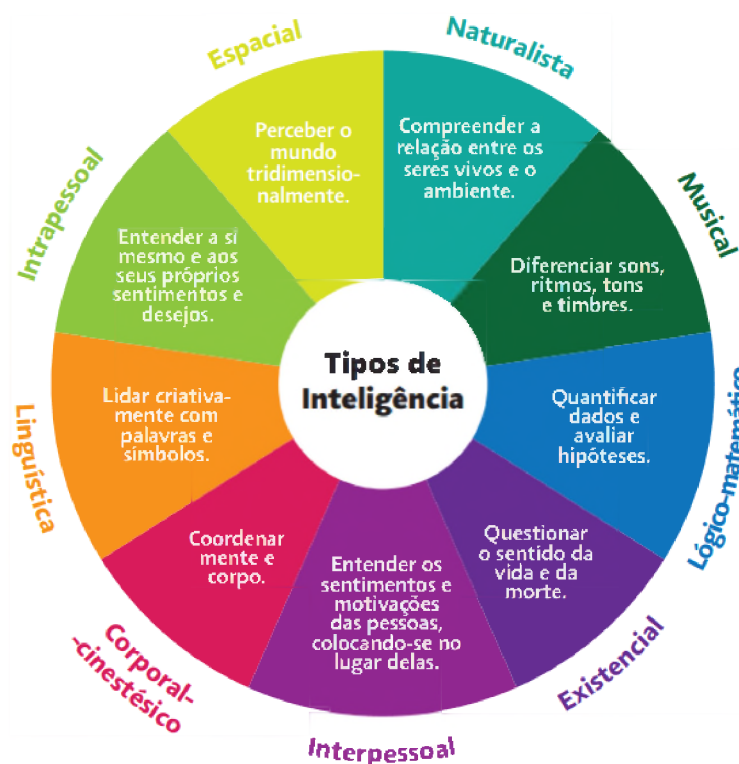 Tipos de
Inteligência
Naturalista
Compreender a
relação entre os
seres vivos e o
ambiente.
Musical
Diferenciar sons,
ritmos, tons
e timbres.
Lógico-matemático
Quantificar
dados e
avaliar
hipóteses.
Existencial
Questionar
o sentido da
vida e da
morte.
Interpessoal
Entender os
sentimentos e
motivações
das pessoas,
colocando-se no
lugar delas.
Corporal-
-cinestésico
Coordenar
mente e
corpo.
Linguística
Lidar criativa-
mente com
palavras e
símbolos.
Intrapessoal
Entender a si
mesmo e aos
seus próprios
sentimentos e
desejos.
Espacial
Perceber o
mundo
tridimensio-
nalmente.